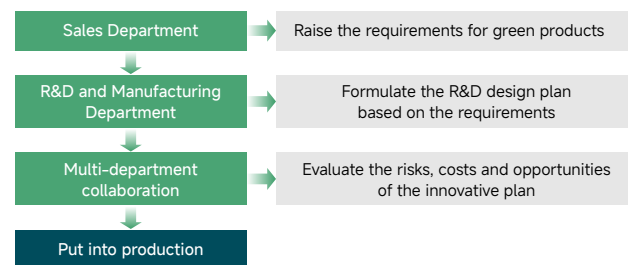 Sales Department
Raise the requirements for green products
R&D and Manufacturing
Department
Formulate the R&D design plan
based on the requirements
Multi-department
collaboration
Evaluate the risks, costs and opportunities
of the innovative plan
Put into production